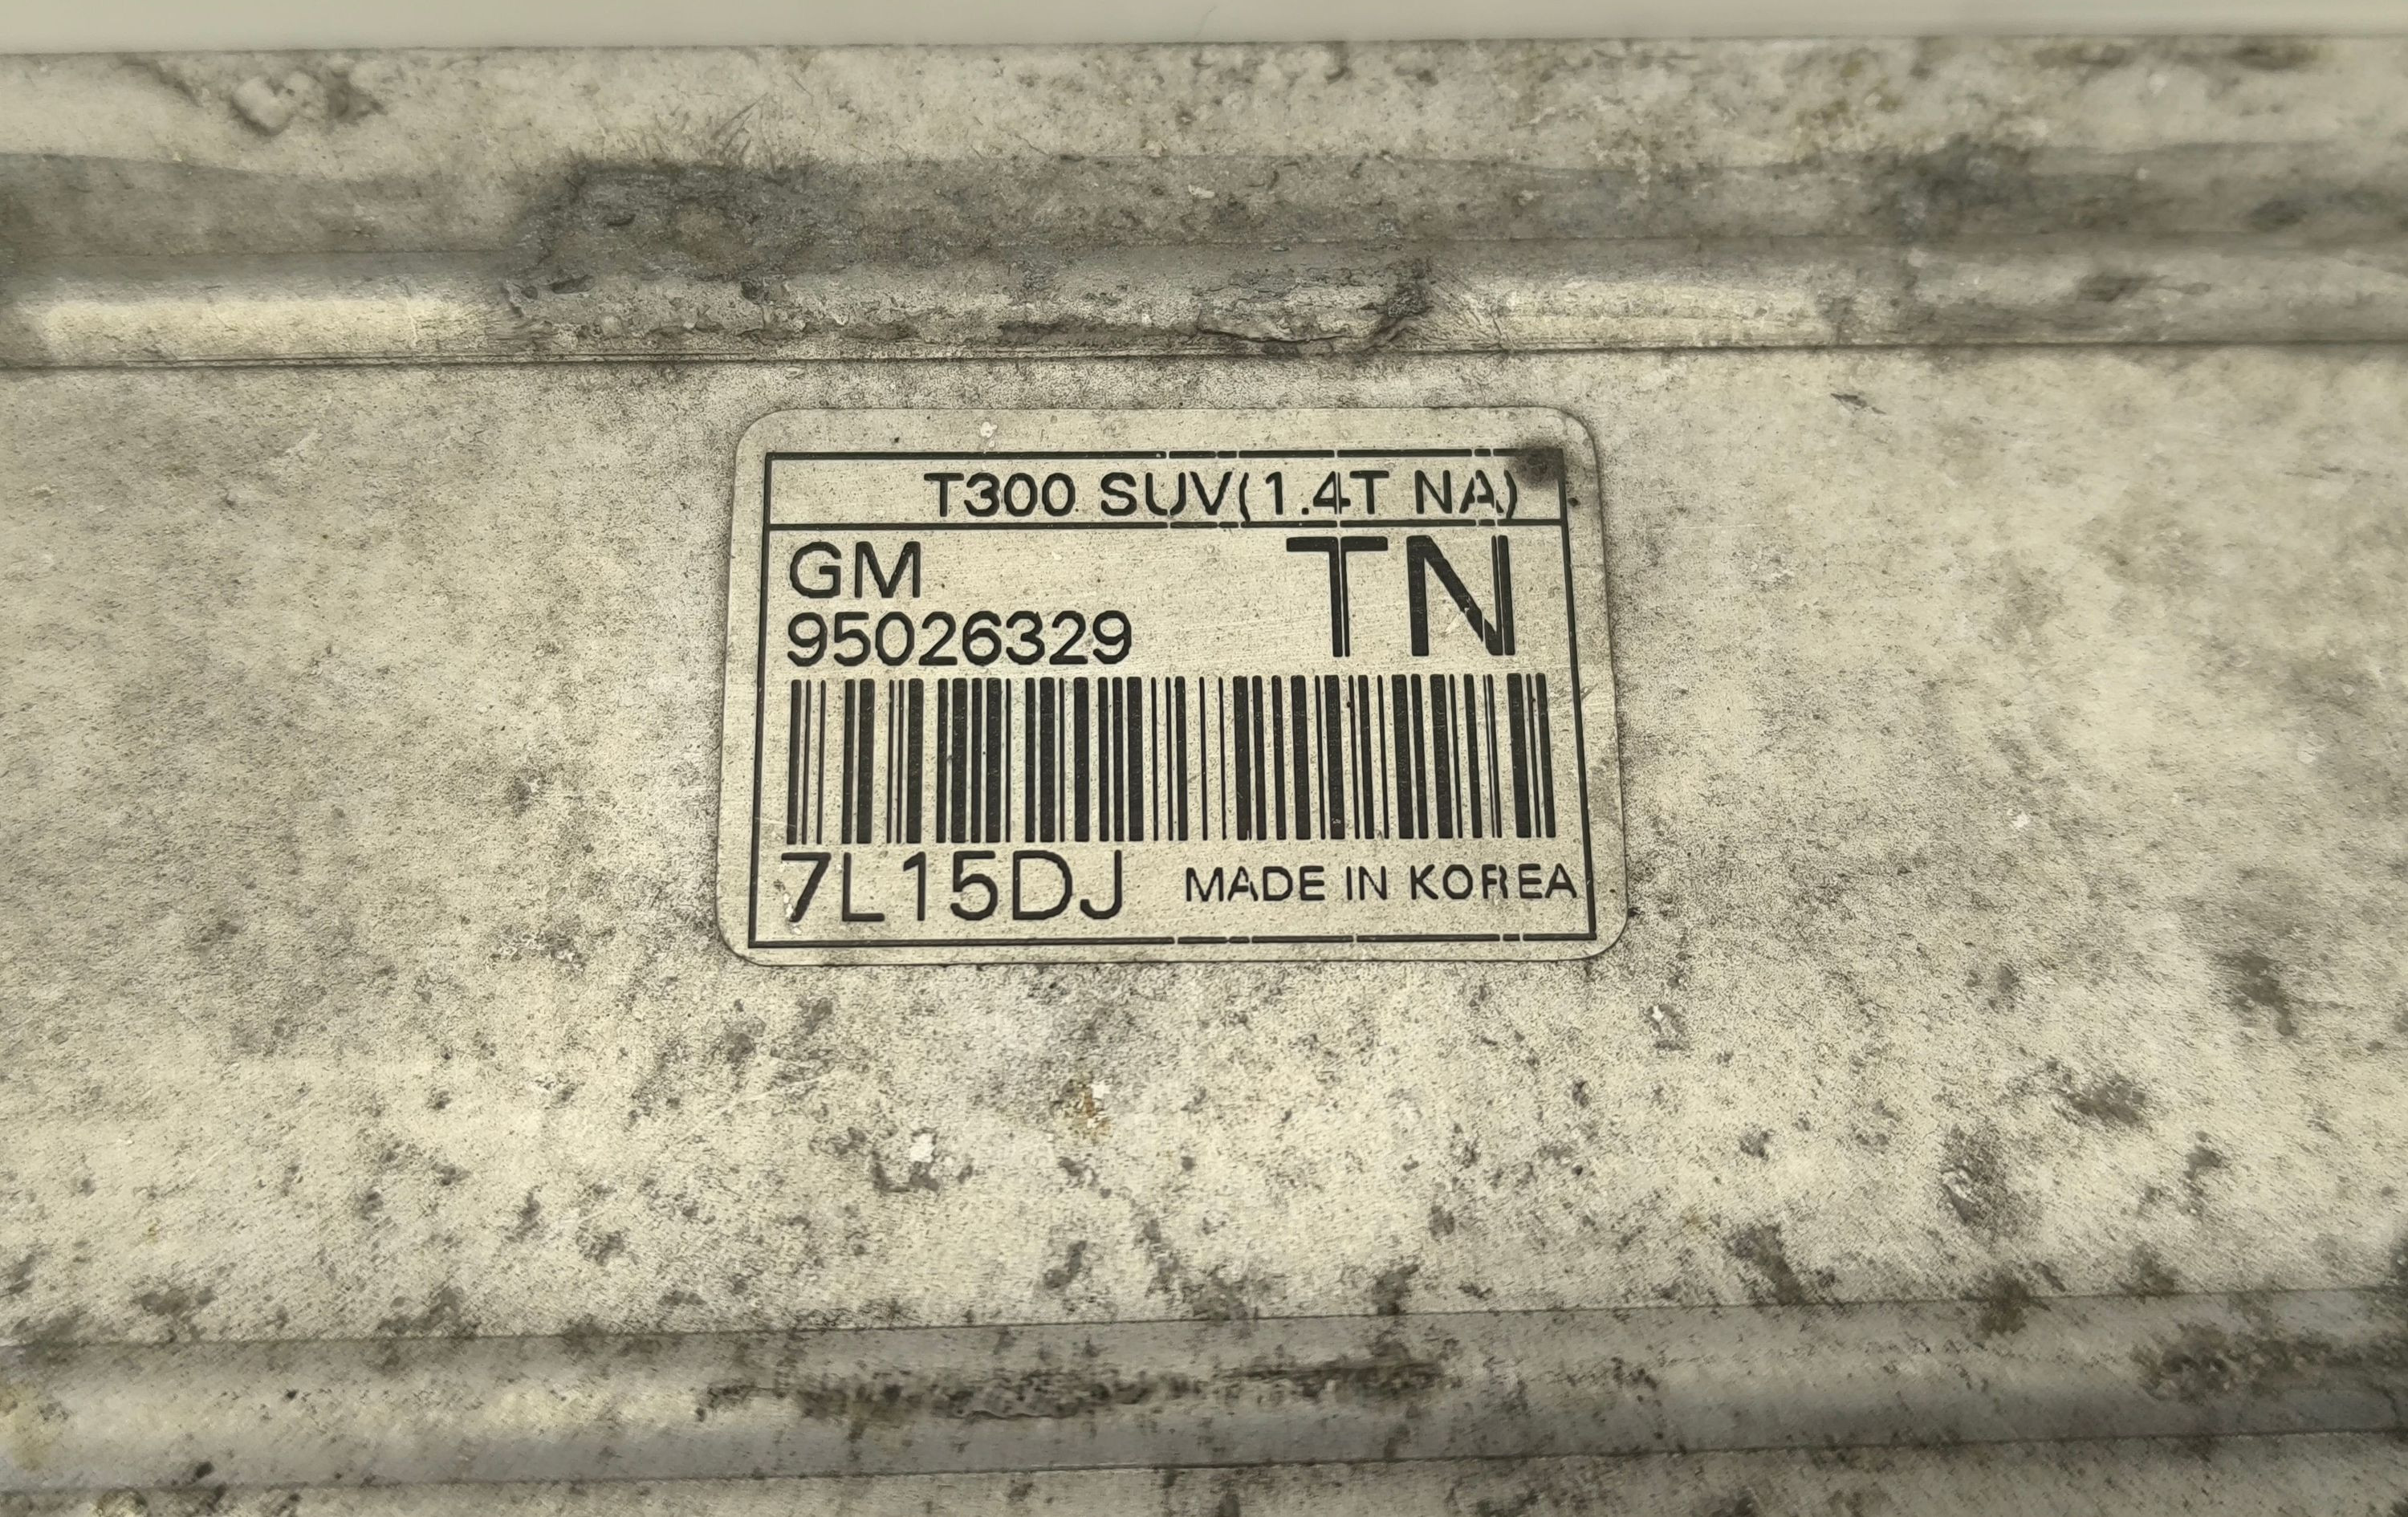 T300 SUV(1.4T NA)
GM
TN
95026329
7L15DJ MADE IN KOREA